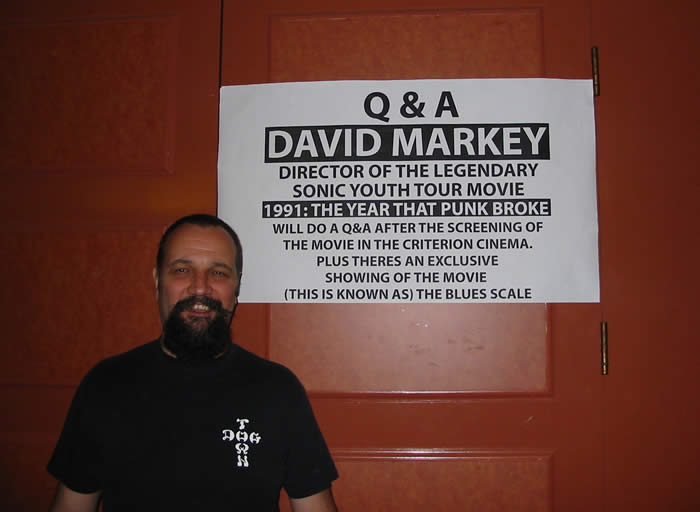 Q & A
DAVID MARKEY
DIRECTOR OF THE LEGENDARY
SONIC YOUTH TOUR MOVIE
1991: THE YEAR THAT PUNK BROKE
WILL DO A Q&A AFTER THE SCREENING OF
THE MOVIE IN THE CRITERION CINEMA.
PLUS THERES AN EXCLUSIVE
SHOWING OF THE MOVIE
(THIS IS KNOWN AS) THE BLUES SCALE
DOG
TOWN